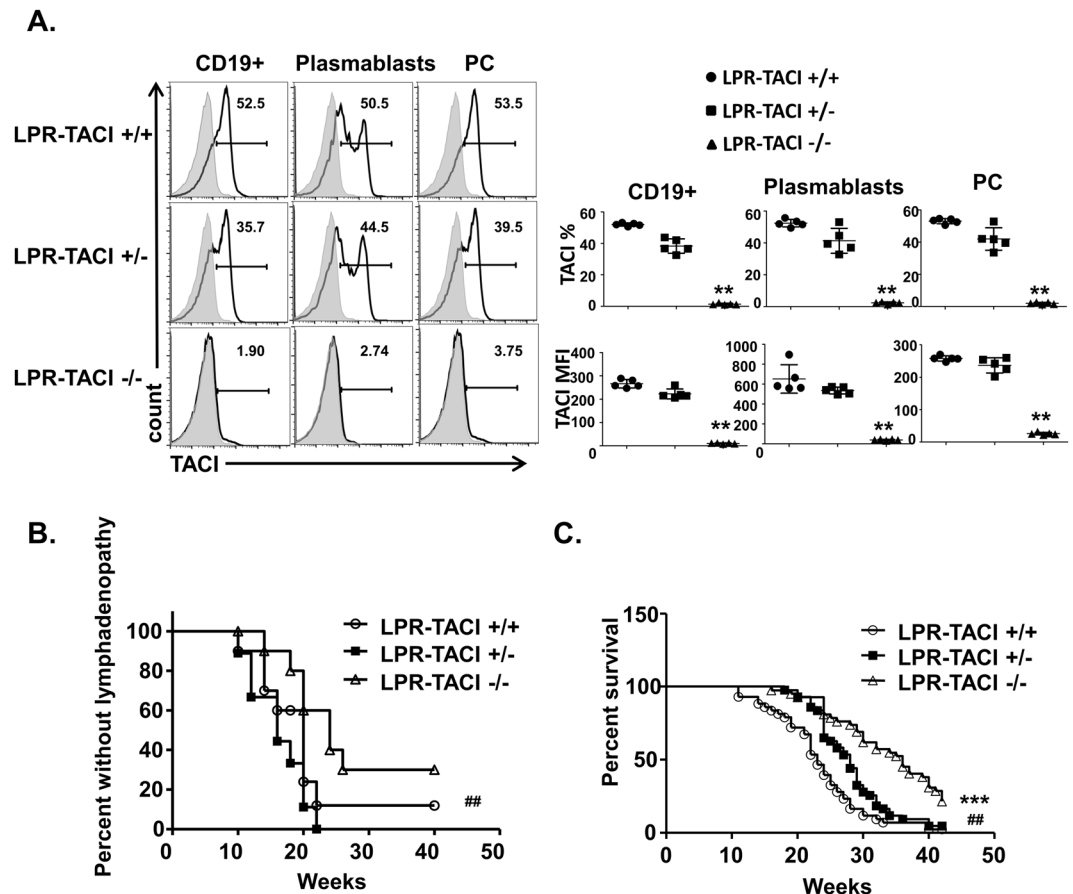 A.
CD19+ Plasmablasts PC
LPR-TACI +/+
52.5 50.5 53.5
LPR-TACI +/-
35.7 44.5 39.5
LPR-TACI -/-
1.90 2.74 3.75
count
TACI
LPR-TACI +/+
LPR-TACI +/-
LPR-TACI -/-
CD19+ Plasmablasts PC
TACI %
60
40
20
0
**
60
40
20
0
**
60
40
20
0
**
TACI MFI
400
300
200
100
0
**
1000
800
600
400
200
0
**
300
200
100
0
**
B.
Percent without lymphadenopathy
100
80
60
40
20
0
LPR-TACI +/+
LPR-TACI +/-
LPR-TACI -/-
##
0 10 20 30 40 50
Weeks
C.
Percent survival
150
100
50
0
LPR-TACI +/+
LPR-TACI +/-
LPR-TACI -/-
***
##
0 10 20 30 40 50
Weeks